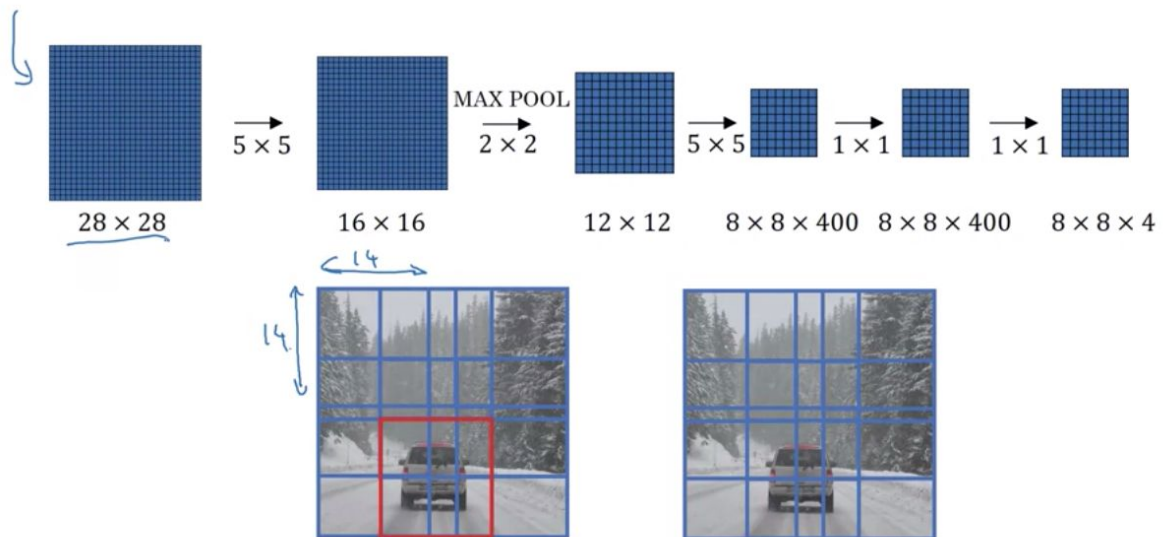 MAX POOL
5 × 5
2 × 2
5 × 5
1 × 1
1 × 1
28 × 28
16 × 16
12 × 12
8 × 8 × 400
8 × 8 × 400
8 × 8 × 4
14
14